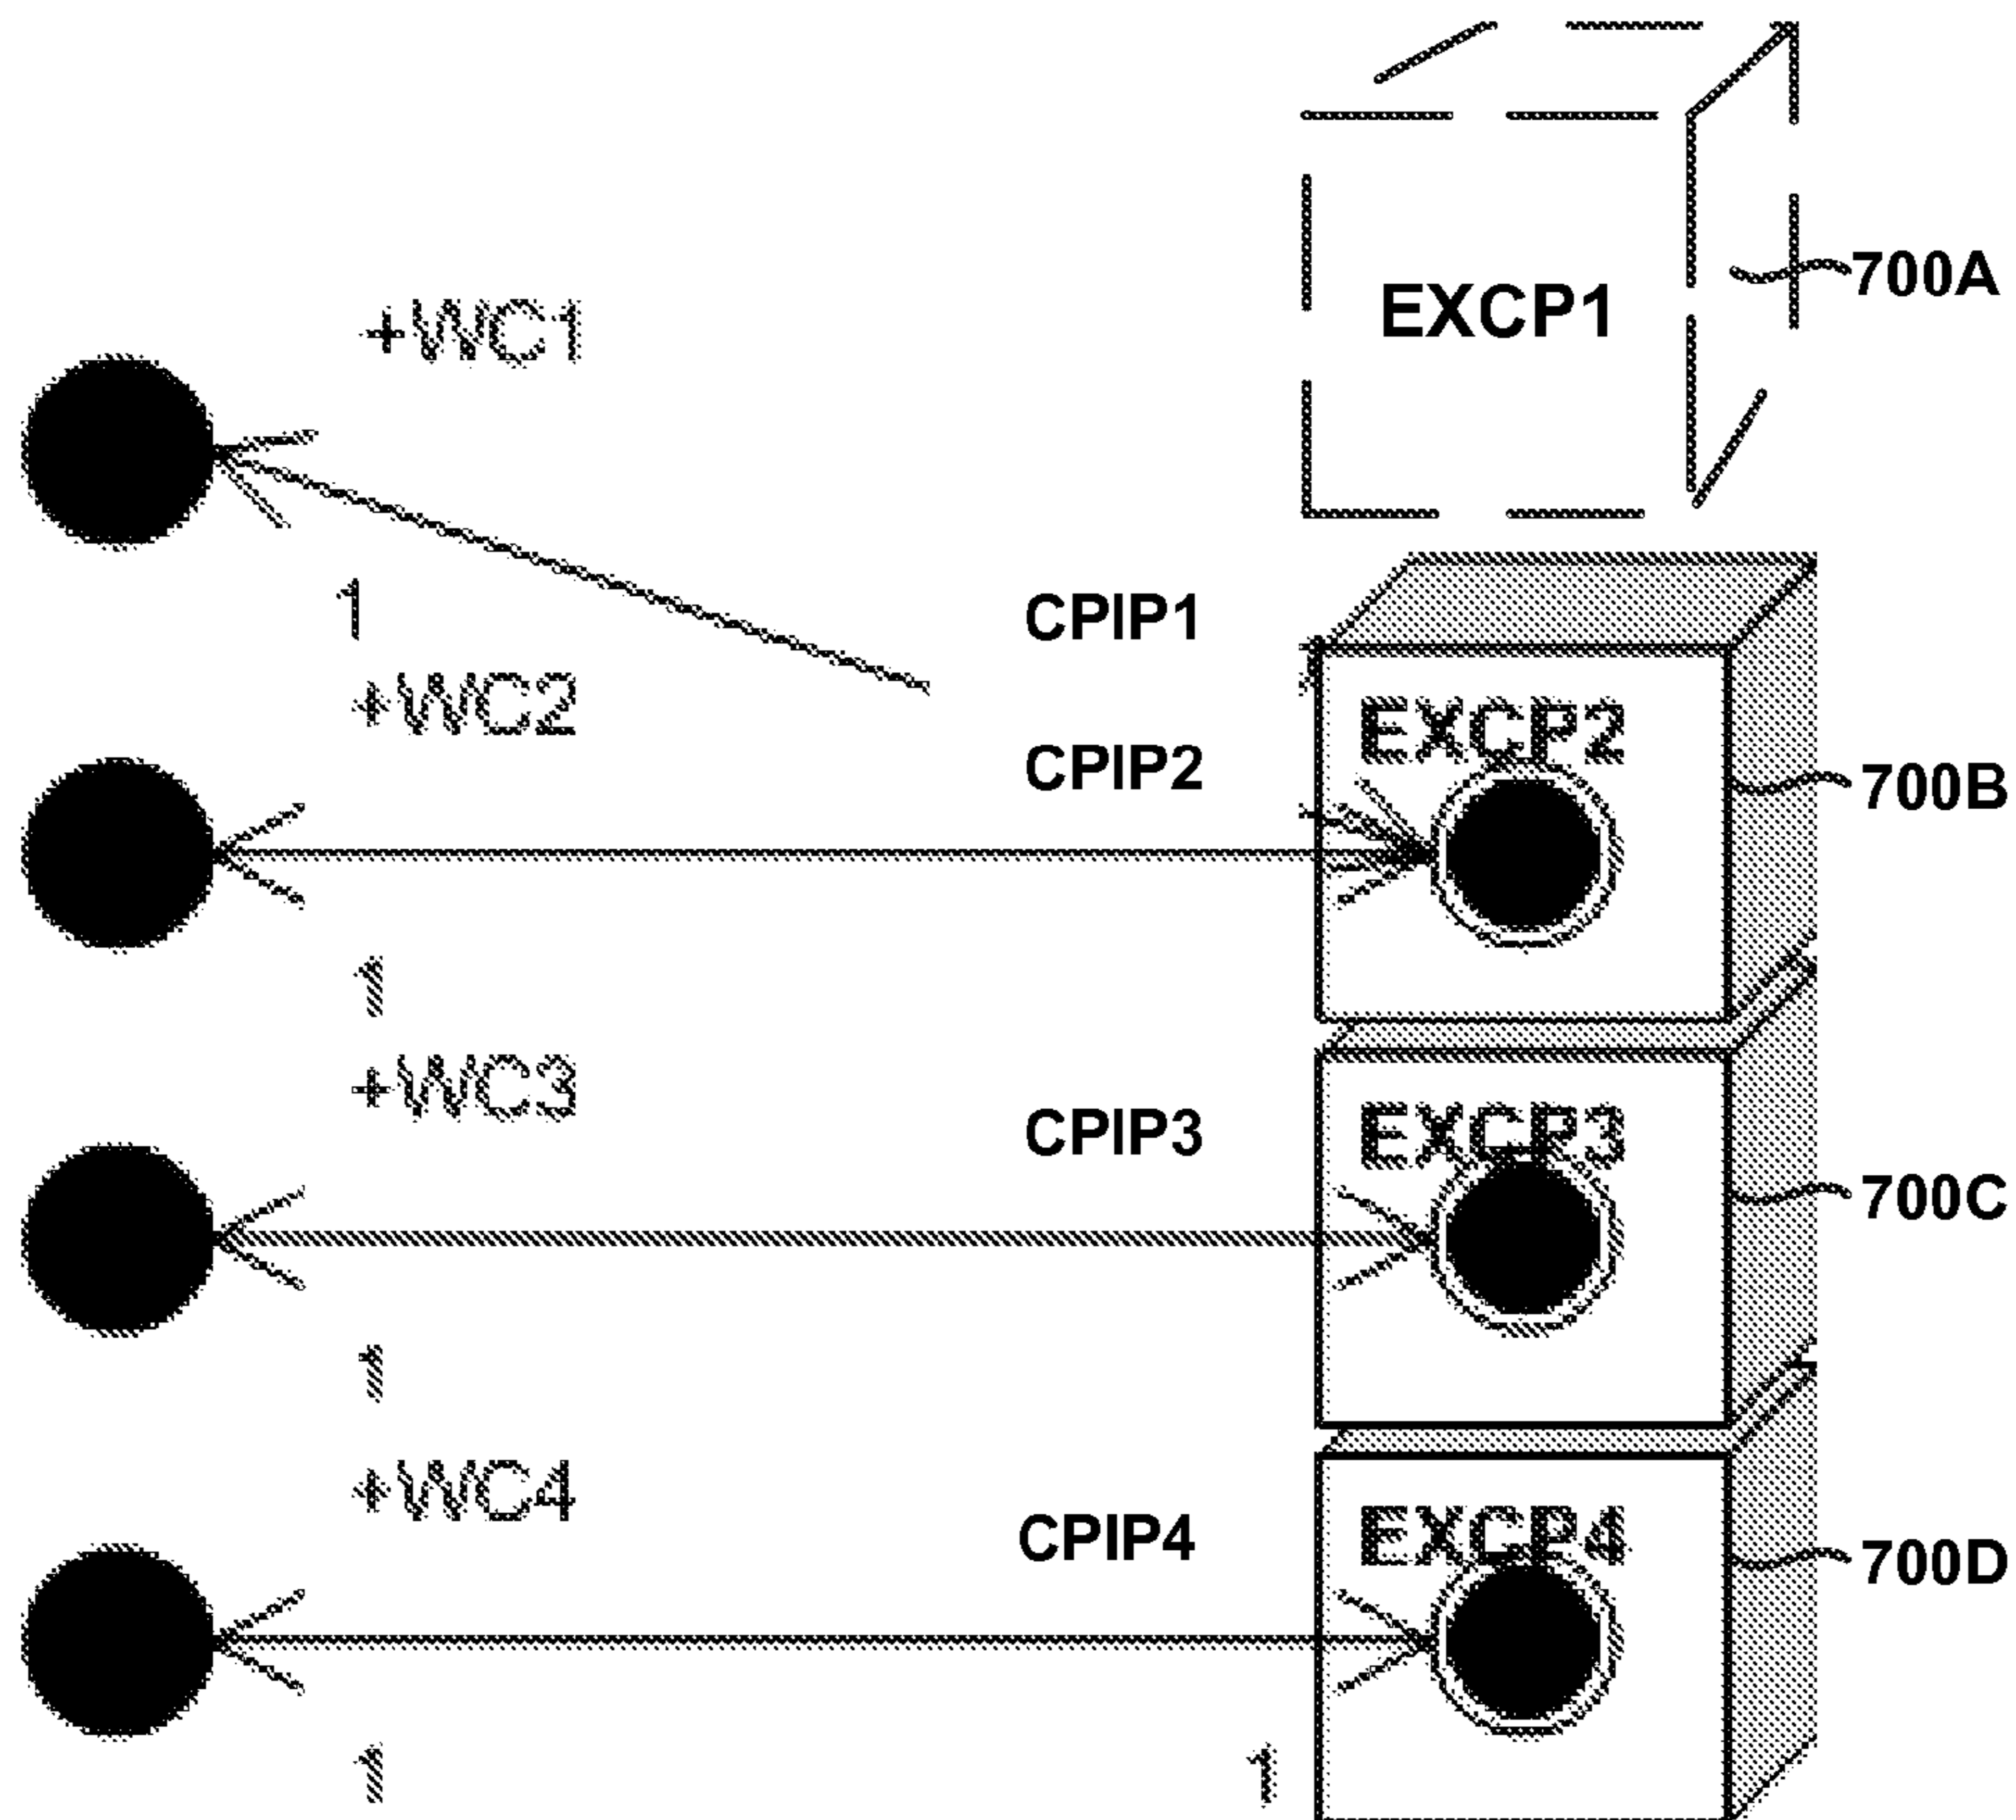 700A
EXCP1
+WC1
1
CPIP1
+WC2
EXCP2
CPIP2
700B
1
+WC3
CPIP3
EXCP3
700C
1
+WC4
CPIP4
EXCP4
700D
1
1